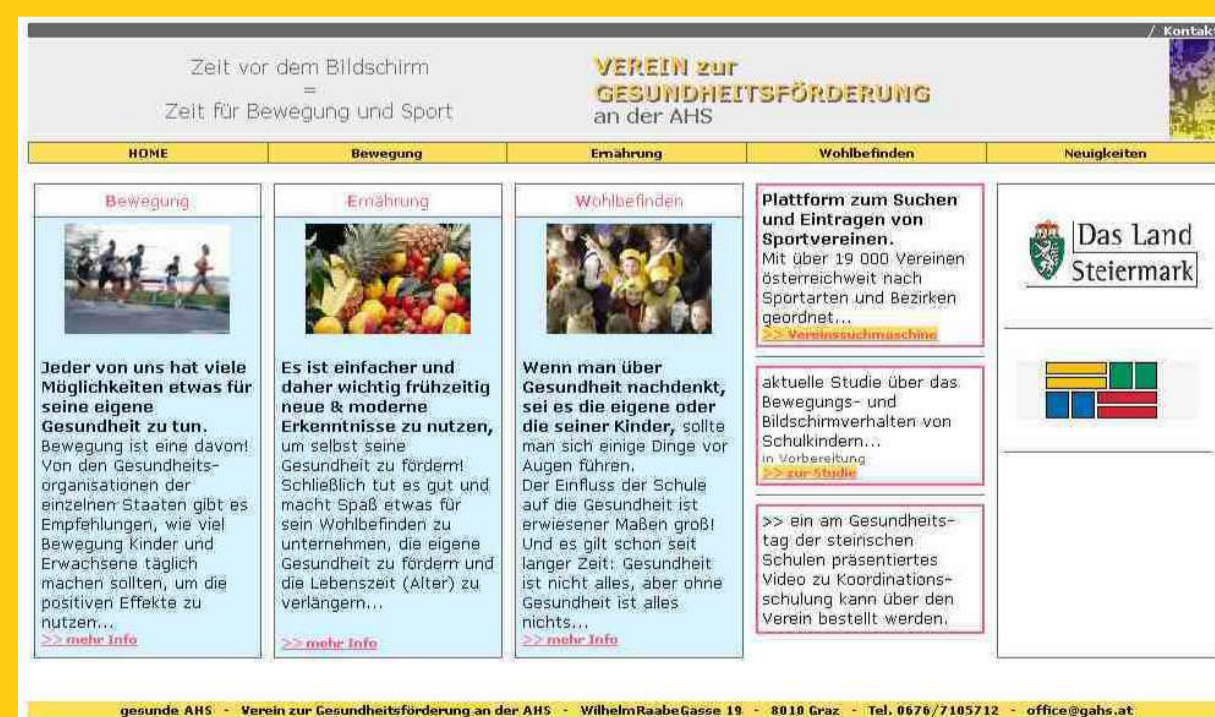 / Kontakt
Zeit vor dem Bildschirm
=
Zeit für Bewegung und Sport
VEREIN zur
GESUNDHEITSFÖRDERUNG
an der AHS
HOME
Bewegung
Ernährung
Wohlbefinden
Neuigkeiten
Bewegung
Jeder von uns hat viele
Möglichkeiten etwas für
seine eigene
Gesundheit zu tun.
Bewegung ist eine davon!
Von den Gesundheits-
organisationen der
einzelnen Staaten gibt es
Empfehlungen, wie viel
Bewegung Kinder und
Erwachsene täglich
machen sollten, um die
positiven Effekte zu
nutzen...
>> mehr Info
Ernährung
Es ist einfacher und
daher wichtig frühzeitig
neue & moderne
Erkenntnisse zu nutzen,
um selbst seine
Gesundheit zu fördern!
Schließlich tut es gut und
macht Spaß etwas für
sein Wohlbefinden zu
unternehmen, die eigene
Gesundheit zu fördern und
die Lebenszeit (Alter) zu
verlängern...
>> mehr Info
Wohlbefinden
Wenn man über
Gesundheit nachdenkt,
sei es die eigene oder
die seiner Kinder, sollte
man sich einige Dinge vor
Augen führen.
Der Einfluss der Schule
auf die Gesundheit ist
erwiesener Maßen groß!
Und es gilt schon seit
langer Zeit: Gesundheit
ist nicht alles, aber ohne
Gesundheit ist alles
nichts...
>> mehr Info
Plattform zum Suchen
und Eintragen von
Sportvereinen.
Mit über 19 000 Vereinen
österreichweit nach
Sportarten und Bezirken
geordnet...
>> Vereinssuchmaschine
aktuelle Studie über das
Bewegungs- und
Bildschirmverhalten von
Schulkindern...
in Vorbereitung
>> zur Studie
>> ein am Gesundheits-
tag der steirischen
Schulen präsentiertes
Video zu Koordinations-
schulung kann über den
Verein bestellt werden.
Das Land
Steiermark
gesunde AHS - Verein zur Gesundheitsförderung an der AHS - WilhelmRaabeGasse 19 - 8010 Graz - Tel. 0676/7105712 - office@gahs.at